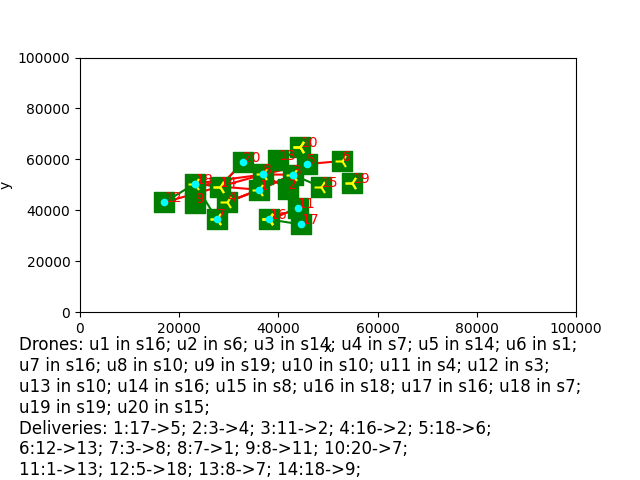 100000
80000
60000
40000
20000
0
y
0 20000 40000 60000 80000 100000
x
Drones: u1 in s16; u2 in s6; u3 in s14; u4 in s7; u5 in s14; u6 in s1;
u7 in s16; u8 in s10; u9 in s19; u10 in s10; u11 in s4; u12 in s3;
u13 in s10; u14 in s16; u15 in s8; u16 in s18; u17 in s16; u18 in s7;
u19 in s19; u20 in s15;
Deliveries: 1:17->5; 2:3->4; 3:11->2; 4:16->2; 5:18->6;
6:12->13; 7:3->8; 8:7->1; 9:8->11; 10:20->7;
11:1->13; 12:5->18; 13:8->7; 14:18->9;